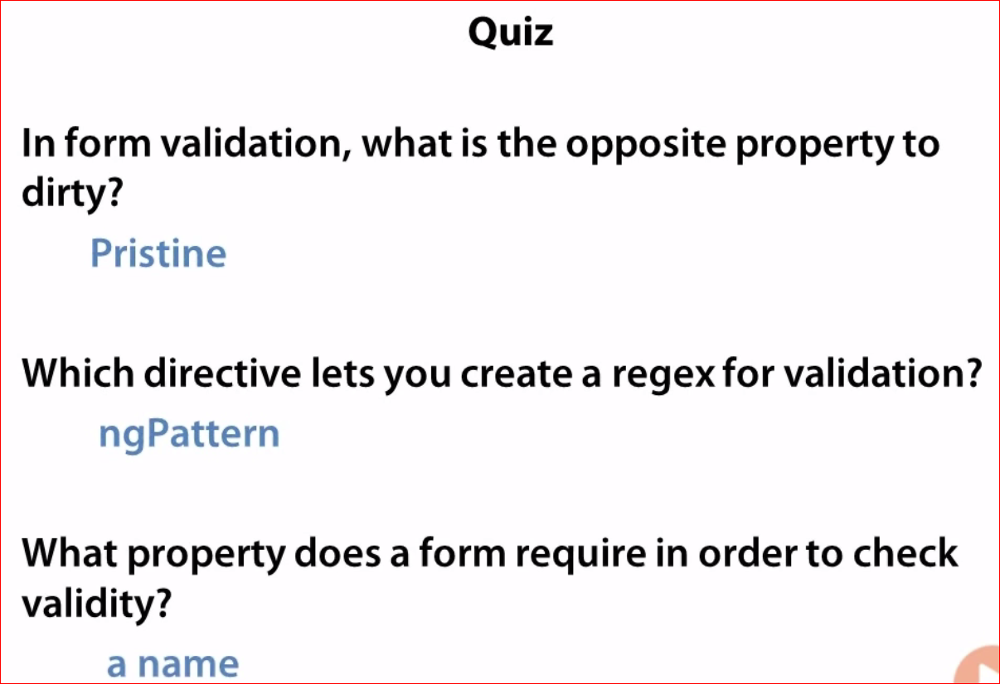 Quiz
In form validation, what is the opposite property to
dirty?
Pristine
Which directive lets you create a regex for validation?
ngPattern
What property does a form require in order to check
validity?
a name